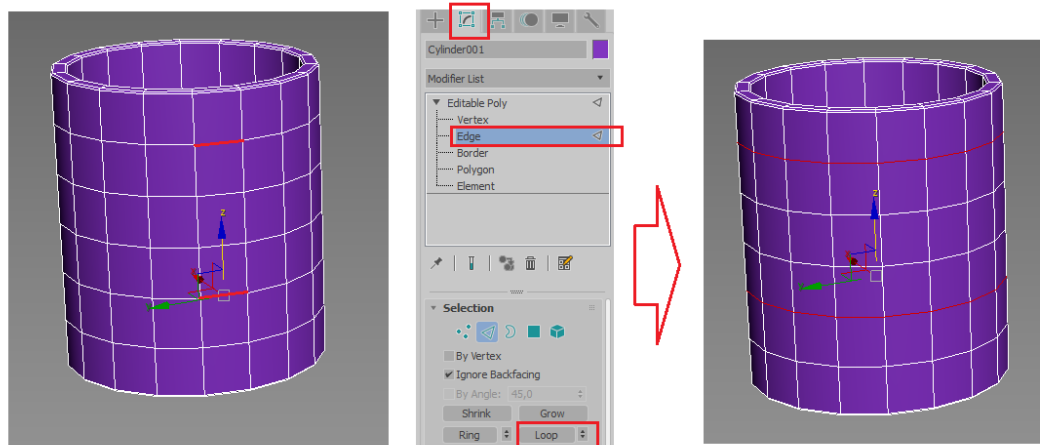 Cylinder001
Modifier List
Editable Poly
Vertex
Edge
Border
Polygon
Element
z
z
Selection
By Vertex
Ignore Backfacing
By Angle: 45,0
Shrink Grow
Ring Loop